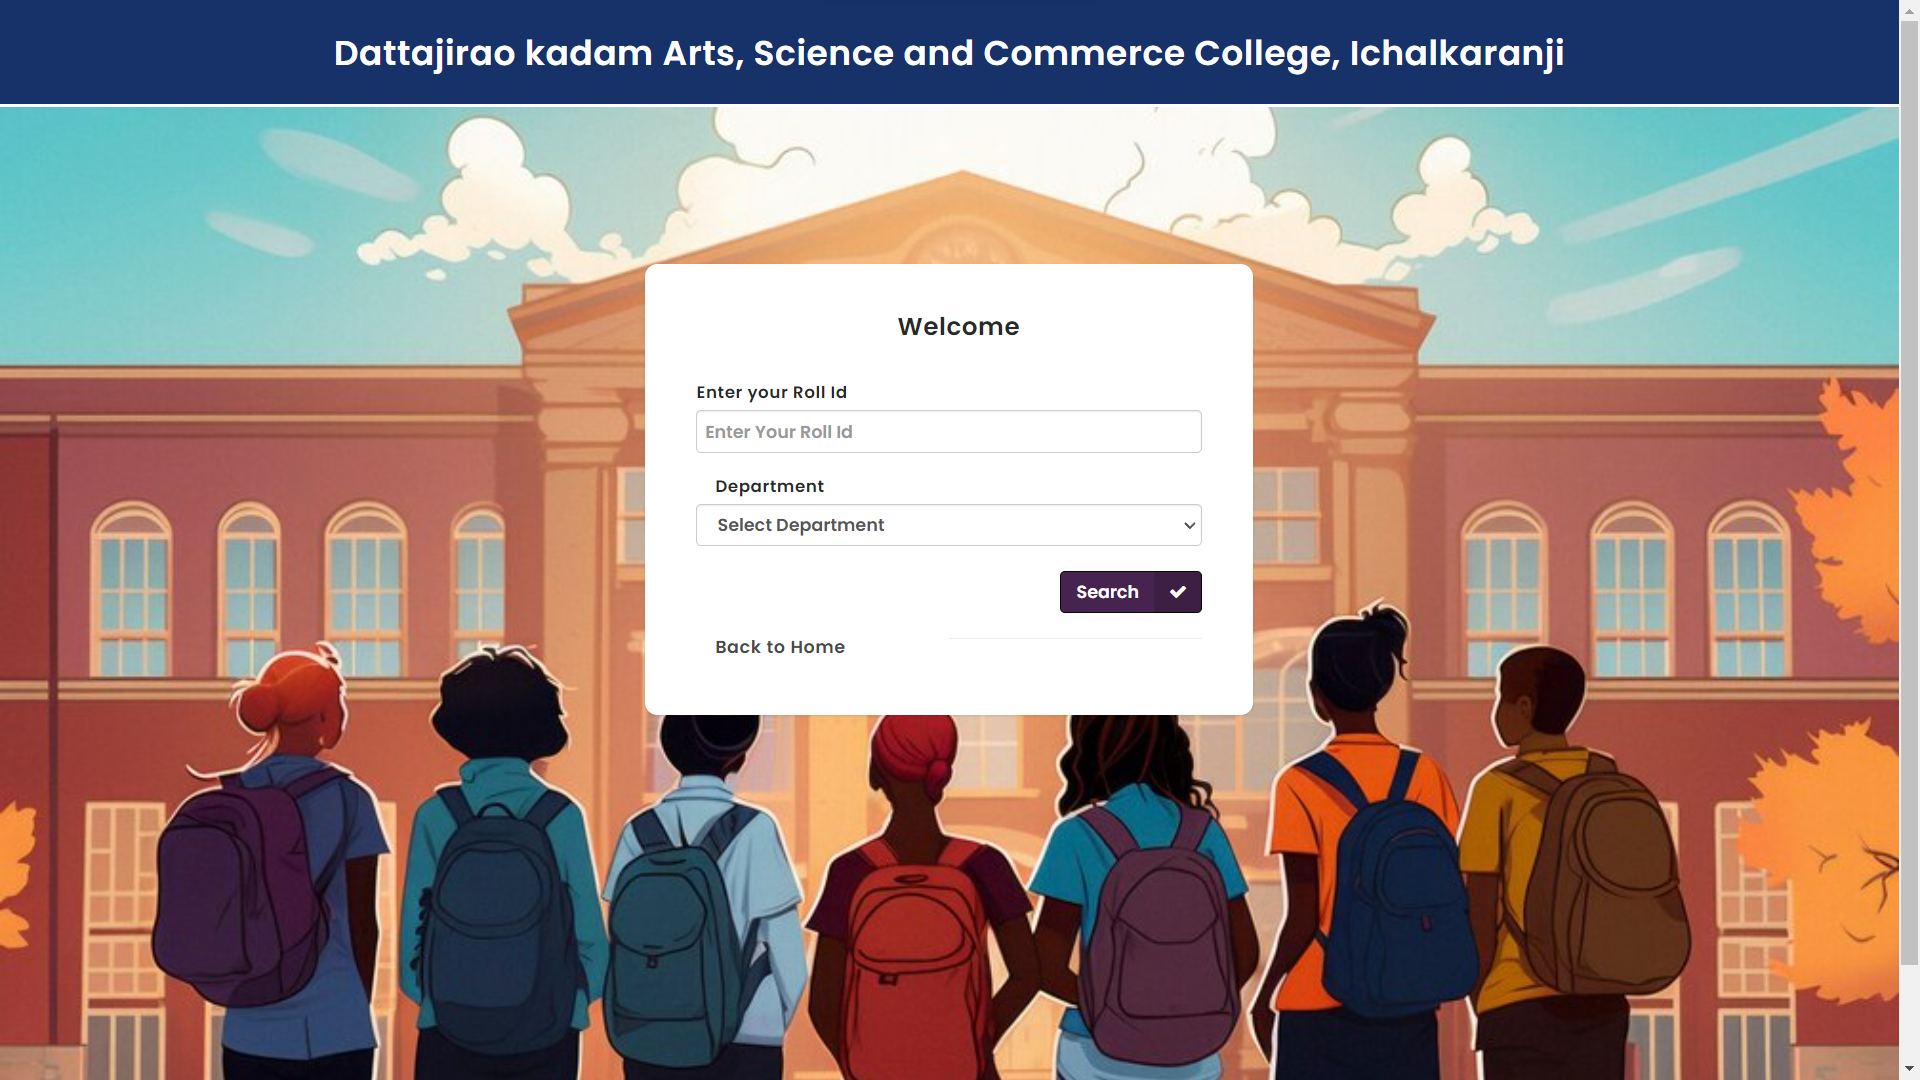 Dattajirao kadam Arts, Science and Commerce College, Ichalkaranji
Welcome
Enter your Roll Id
Enter Your Roll Id
Department
Select Department
Search
Back to Home